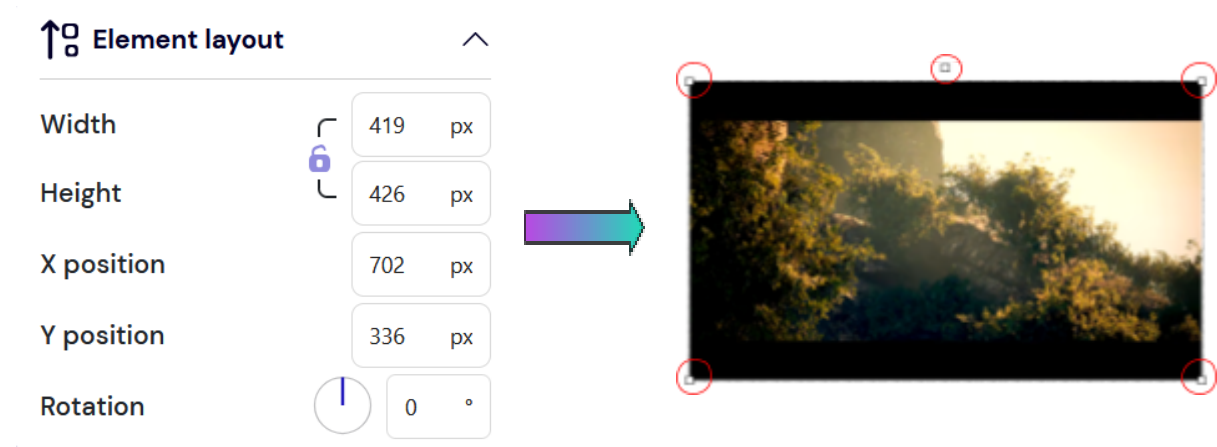 Element layout
Width 419 px
Height 426 px
X position 702 px
Y position 336 px
Rotation 0 °